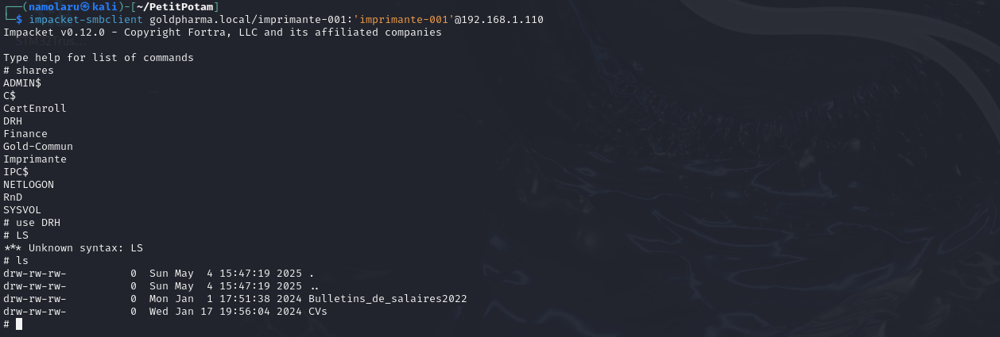 ┌──(namolaru㉿kali)-[~/PetitPotam]
└─$ impacket-smbclient goldpharma.local/imprimante-001:'imprimante-001'@192.168.1.110
Impacket v0.12.0 - Copyright Fortra, LLC and its affiliated companies

Type help for list of commands
# shares
ADMIN$
C$
CertEnroll
DRH
Finance
Gold-Commun
Imprimante
IPC$
NETLOGON
RnD
SYSVOL
# use DRH
# LS
*** Unknown syntax: LS
# ls
drw-rw-rw-          0  Sun May  4 15:47:19 2025 .
drw-rw-rw-          0  Sun May  4 15:47:19 2025 ..
drw-rw-rw-          0  Mon Jan  1 17:51:38 2024 Bulletins_de_salaires2022
drw-rw-rw-          0  Wed Jan 17 19:56:04 2024 CVs
#